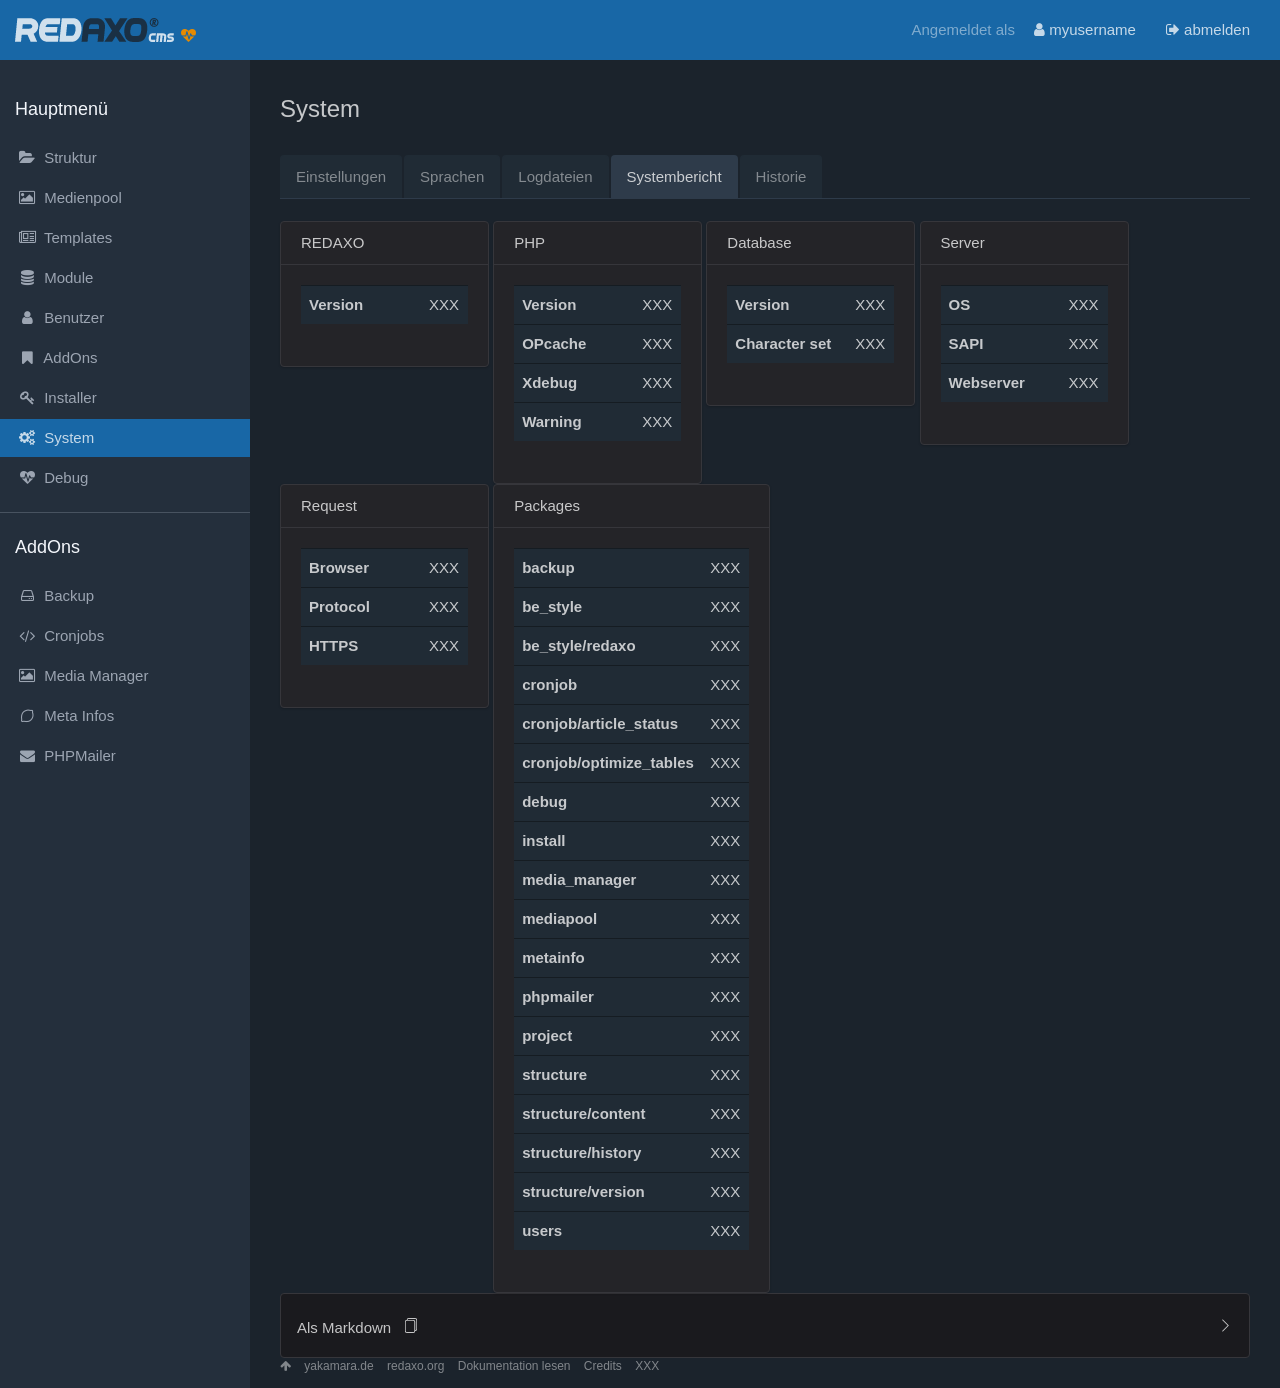 REDAXO® cms
Angemeldet als myusername abmelden
Hauptmenü
Struktur
Medienpool
Templates
Module
Benutzer
AddOns
Installer
System
Debug
AddOns
Backup
Cronjobs
Media Manager
Meta Infos
PHPMailer
System
Einstellungen Sprachen Logdateien Systembericht Historie
REDAXO
Version XXX
PHP
Version XXX
OPcache XXX
Xdebug XXX
Warning XXX
Database
Version XXX
Character set XXX
Server
OS XXX
SAPI XXX
Webserver XXX
Request
Browser XXX
Protocol XXX
HTTPS XXX
Packages
backup XXX
be_style XXX
be_style/redaxo XXX
cronjob XXX
cronjob/article_status XXX
cronjob/optimize_tables XXX
debug XXX
install XXX
media_manager XXX
mediapool XXX
metainfo XXX
phpmailer XXX
project XXX
structure XXX
structure/content XXX
structure/history XXX
structure/version XXX
users XXX
Als Markdown
yakamara.de redaxo.org Dokumentation lesen Credits XXX